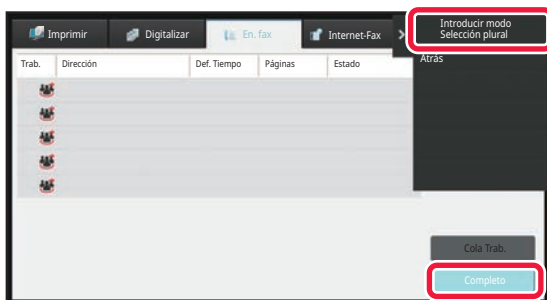 Imprimir
Digitalizar
En. fax
Internet-Fax
Introducir modo
Selección plural
Trab.
Dirección
Def. Tiempo
Páginas
Estado
Atrás
Cola Trab.
Completo